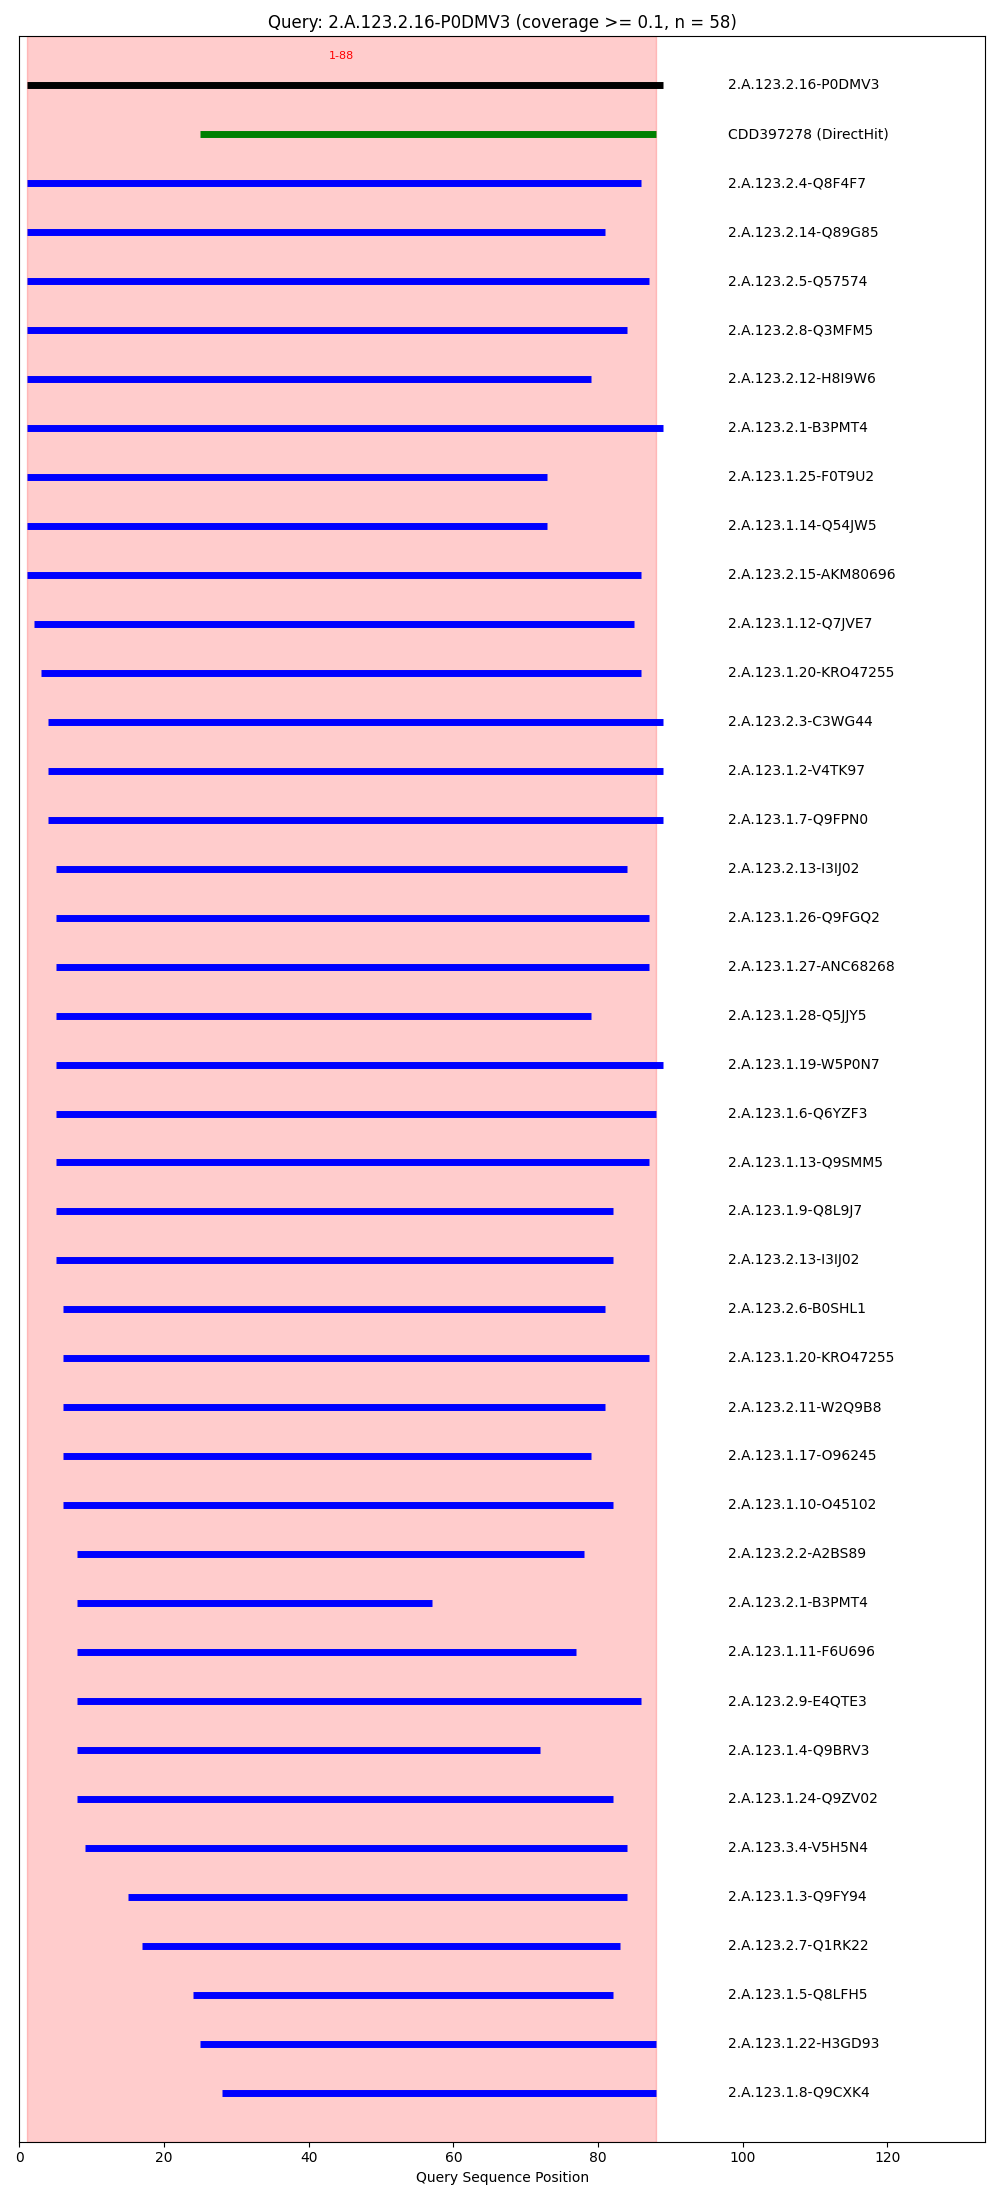 Query: 2.A.123.2.16-P0DMV3 (coverage >= 0.1, n = 58)
1-88
2.A.123.2.16-P0DMV3
CDD397278 (DirectHit)
2.A.123.2.4-Q8F4F7
2.A.123.2.14-Q89G85
2.A.123.2.5-Q57574
2.A.123.2.8-Q3MFM5
2.A.123.2.12-H8I9W6
2.A.123.2.1-B3PMT4
2.A.123.1.25-F0T9U2
2.A.123.1.14-Q54JW5
2.A.123.2.15-AKM80696
2.A.123.1.12-Q7JVE7
2.A.123.1.20-KRO47255
2.A.123.2.3-C3WG44
2.A.123.1.2-V4TK97
2.A.123.1.7-Q9FPN0
2.A.123.2.13-I3IJ02
2.A.123.1.26-Q9FGQ2
2.A.123.1.27-ANC68268
2.A.123.1.28-Q5JJY5
2.A.123.1.19-W5P0N7
2.A.123.1.6-Q6YZF3
2.A.123.1.13-Q9SMM5
2.A.123.1.9-Q8L9J7
2.A.123.2.13-I3IJ02
2.A.123.2.6-B0SHL1
2.A.123.1.20-KRO47255
2.A.123.2.11-W2Q9B8
2.A.123.1.17-O96245
2.A.123.1.10-O45102
2.A.123.2.2-A2BS89
2.A.123.2.1-B3PMT4
2.A.123.1.11-F6U696
2.A.123.2.9-E4QTE3
2.A.123.1.4-Q9BRV3
2.A.123.1.24-Q9ZV02
2.A.123.3.4-V5H5N4
2.A.123.1.3-Q9FY94
2.A.123.2.7-Q1RK22
2.A.123.1.5-Q8LFH5
2.A.123.1.22-H3GD93
2.A.123.1.8-Q9CXK4
0 20 40 60 80 100 120
Query Sequence Position